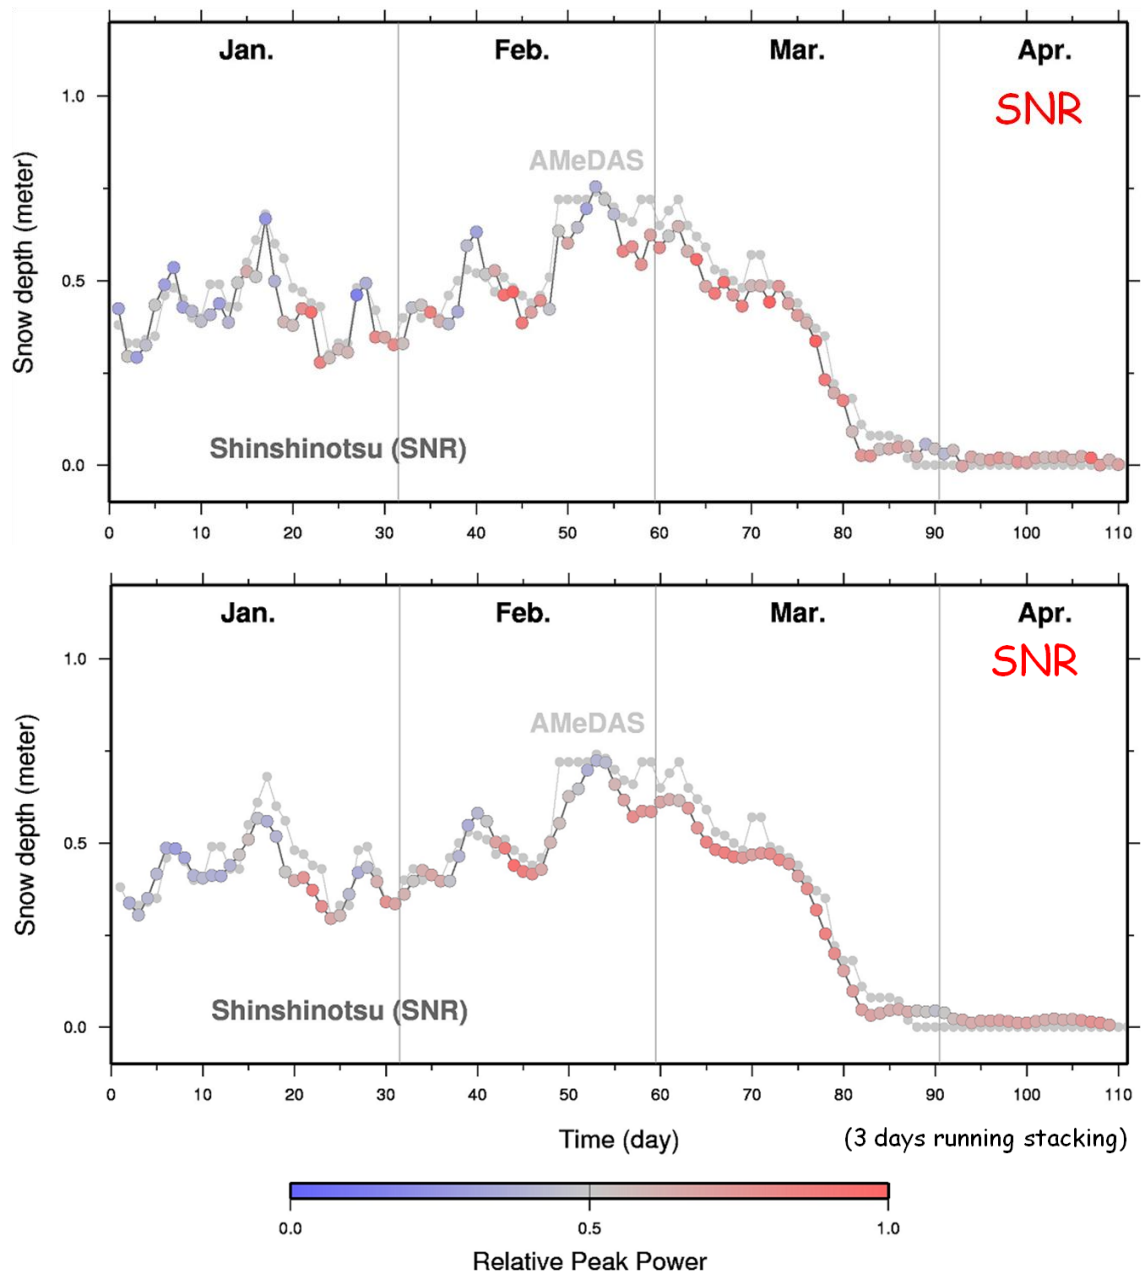 Jan. Feb. Mar. Apr.
1.0
SNR
AMeDAS
Snow depth (meter)
0.5
Shinshinotsu (SNR)
0.0
0 10 20 30 40 50 60 70 80 90 100 110
Jan. Feb. Mar. Apr.
1.0
SNR
AMeDAS
Snow depth (meter)
0.5
Shinshinotsu (SNR)
0.0
0 10 20 30 40 50 60 70 80 90 100 110
Time (day) (3 days running stacking)
0.0 0.5 1.0
Relative Peak Power